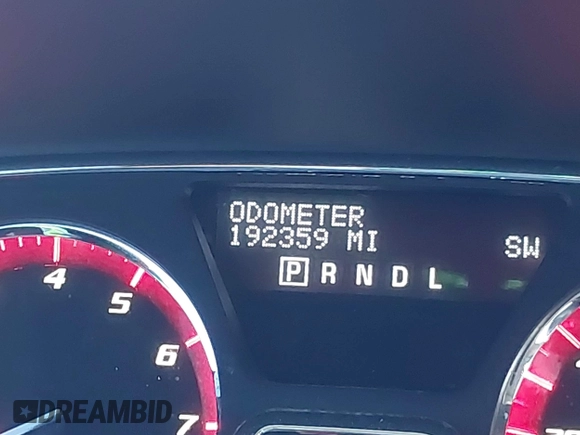 ODOMETER
192359 MI SW
P R N D L
4
5
6
7
DREAMBID